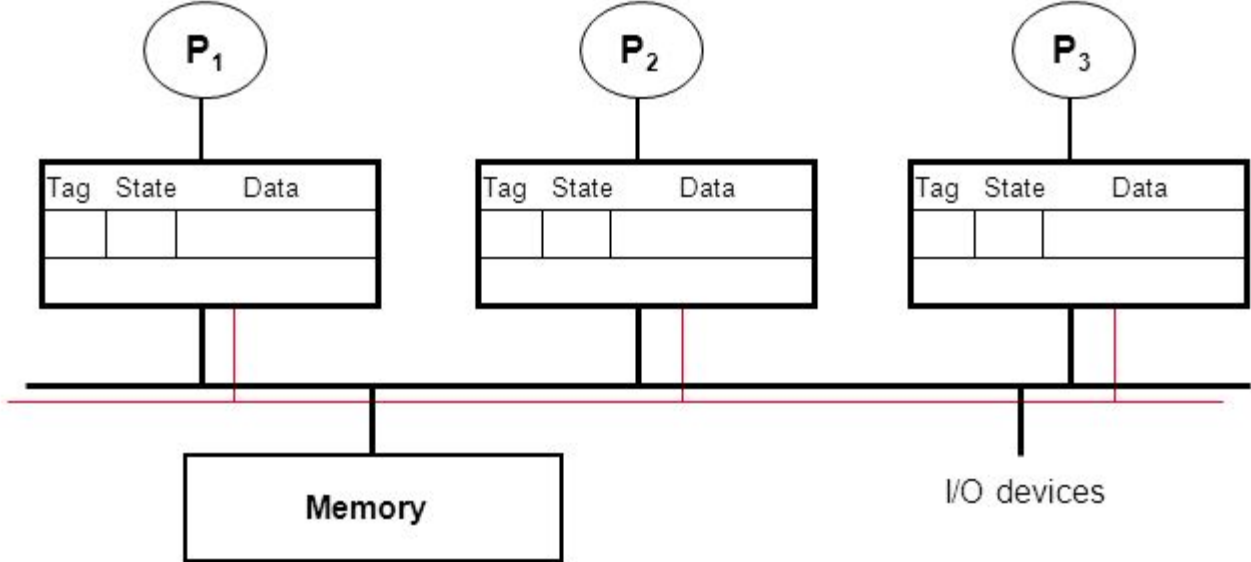 P1 P2 P3
Tag State Data Tag State Data Tag State Data
I/O devices
Memory